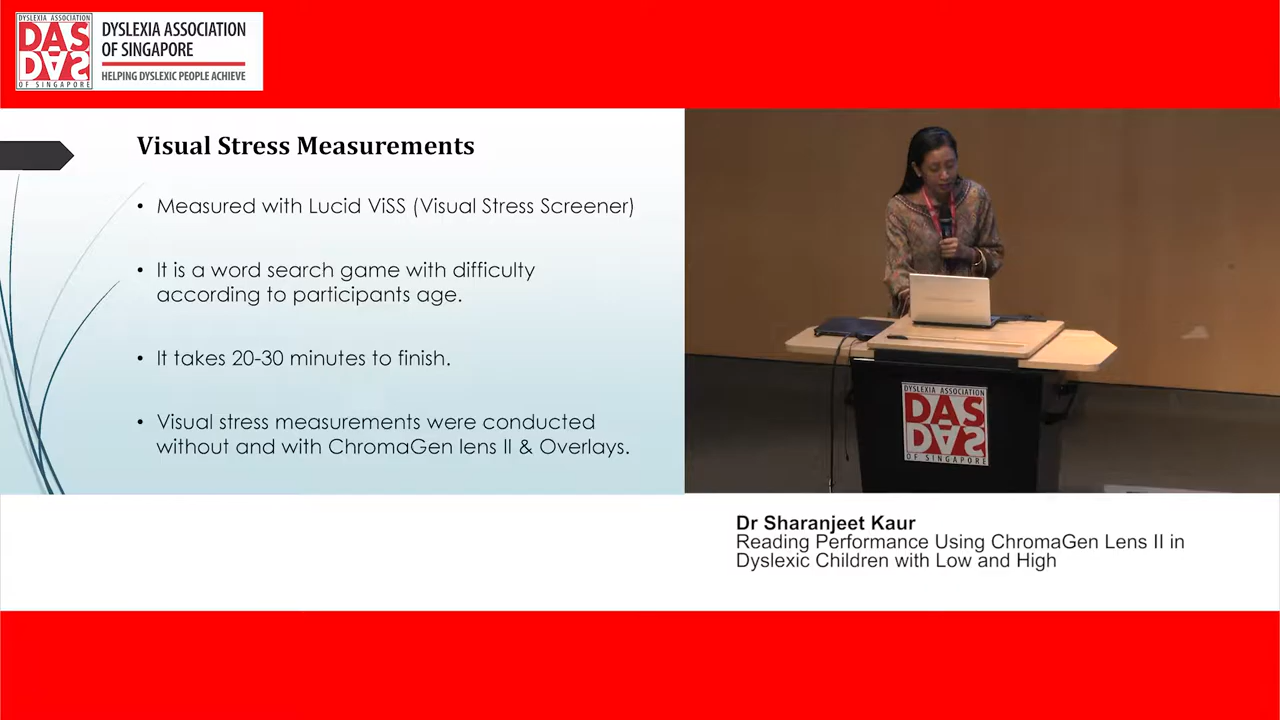 DYSLEXIA ASSOCIATION
DAS
DAS
OF SINGAPORE
DYSLEXIA ASSOCIATION
OF SINGAPORE
HELPING DYSLEXIC PEOPLE ACHIEVE
Visual Stress Measurements
• Measured with Lucid ViSS (Visual Stress Screener)
• It is a word search game with difficulty
according to participants age.
• It takes 20-30 minutes to finish.
• Visual stress measurements were conducted
without and with ChromaGen lens II & Overlays.
DYSLEXIA ASSOCIATION
DAS
DAS
OF SINGAPORE
Dr Sharanjeet Kaur
Reading Performance Using ChromaGen Lens II in
Dyslexic Children with Low and High